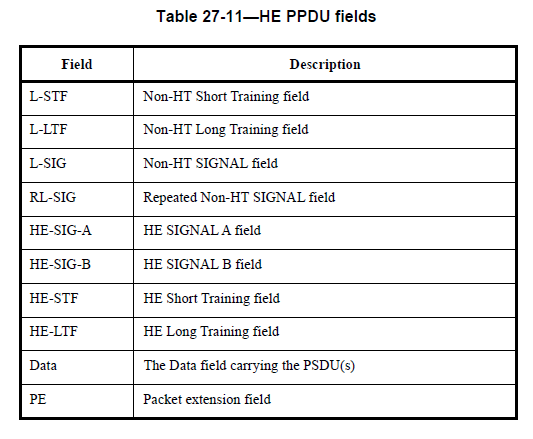 Table 27-11—HE PPDU fields
Field Description
L-STF Non-HT Short Training field
L-LTF Non-HT Long Training field
L-SIG Non-HT SIGNAL field
RL-SIG Repeated Non-HT SIGNAL field
HE-SIG-A HE SIGNAL A field
HE-SIG-B HE SIGNAL B field
HE-STF HE Short Training field
HE-LTF HE Long Training field
Data The Data field carrying the PSDU(s)
PE Packet extension field